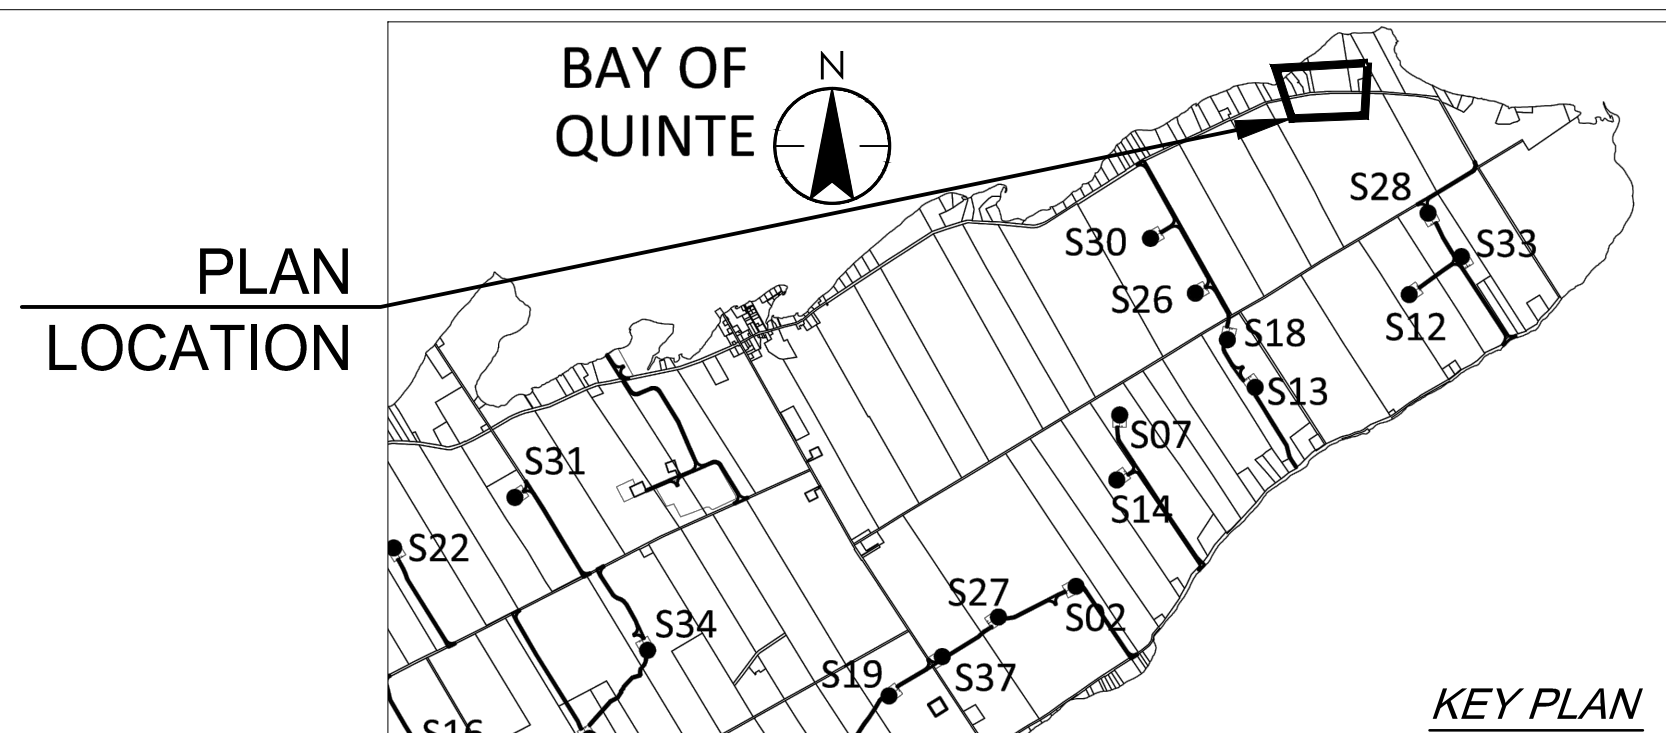 BAY OF
QUINTE
N
PLAN
LOCATION
S28
S30
S33
S26
S12
S18
S13
S07
S31
S14
S22
S27
S02
S34
S19
S37
S16
KEY PLAN